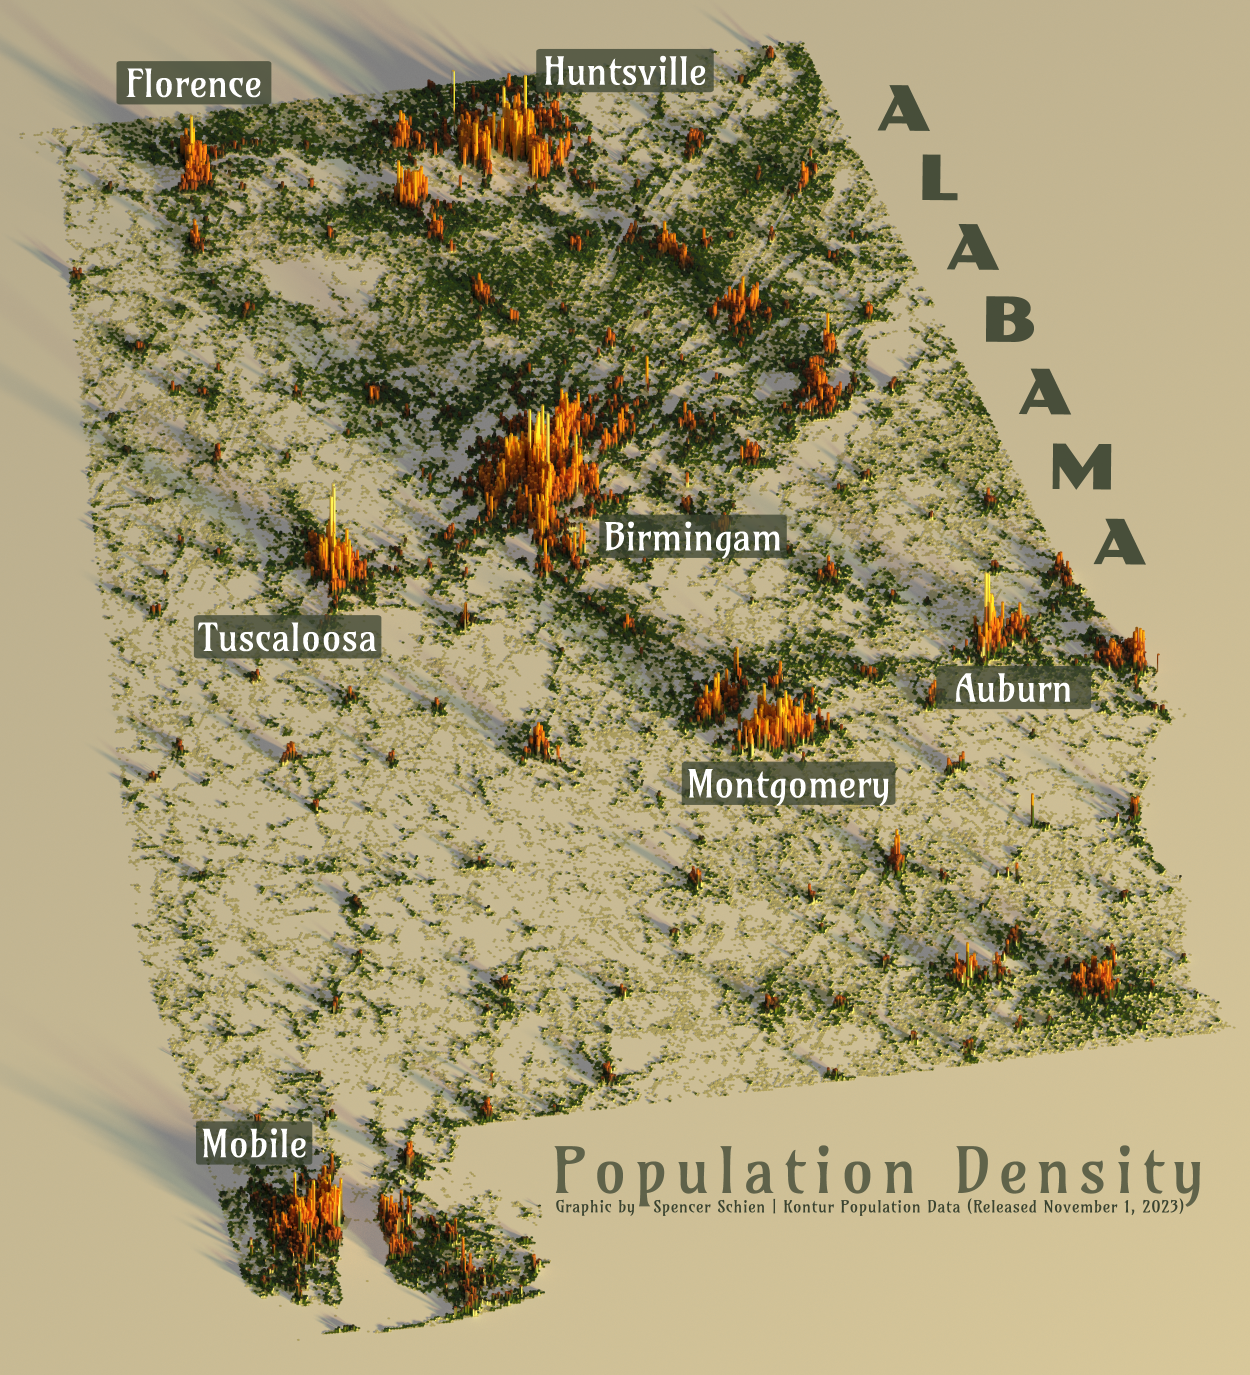 Florence
Huntsville
ALABAMA
Birmingam
Tuscaloosa
Auburn
Montgomery
Mobile
Population Density
Graphic by Spencer Schien | Kontur Population Data (Released November 1, 2023)